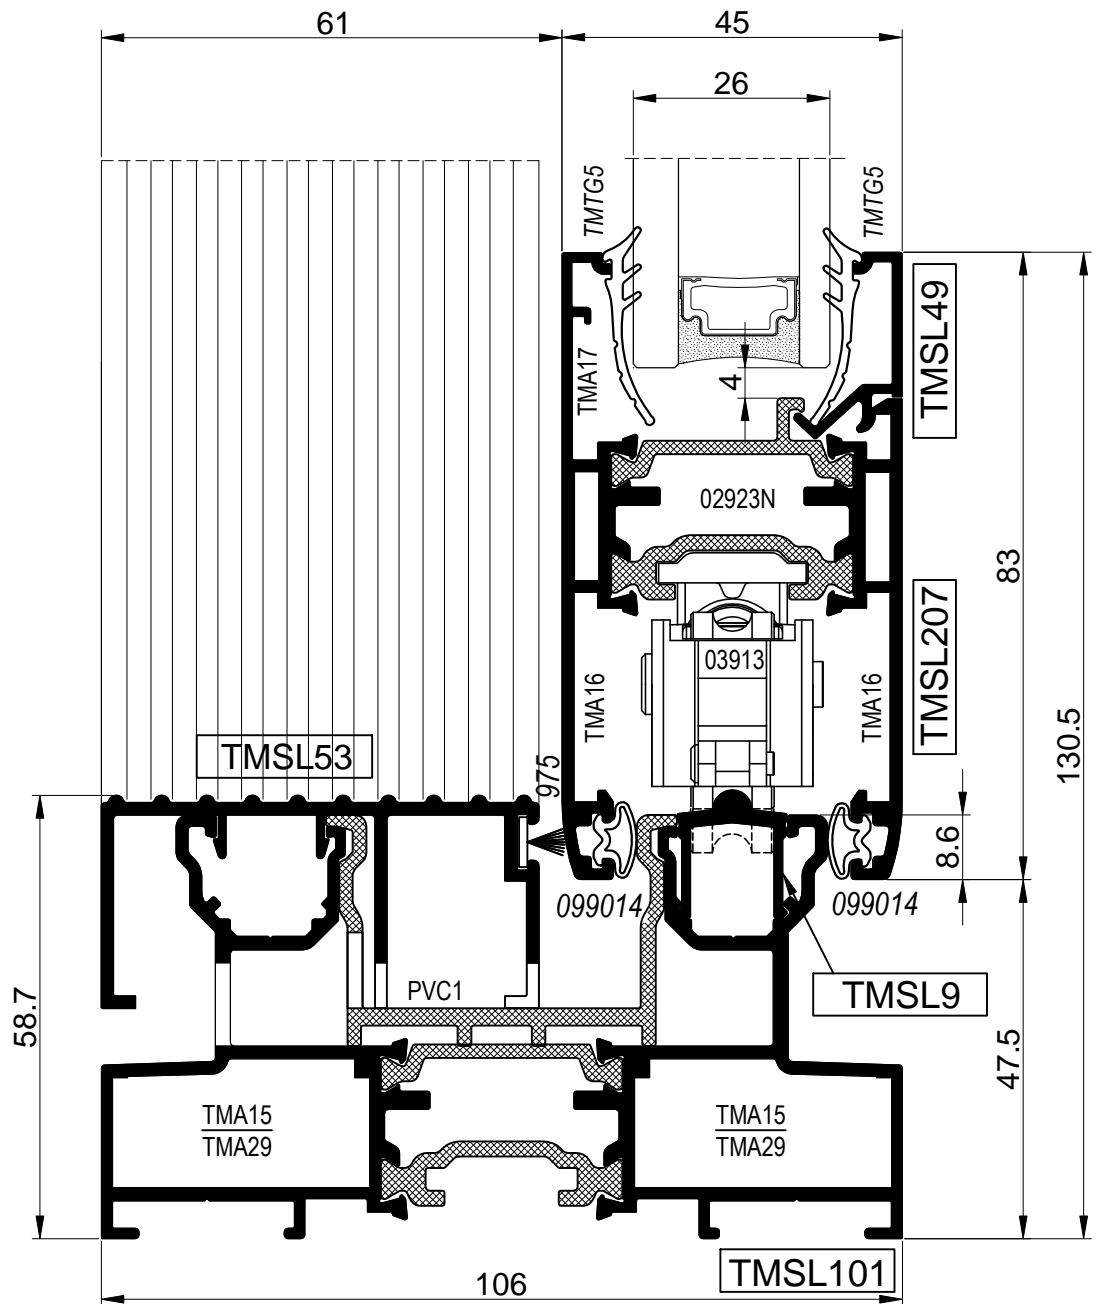 61
45
26
TMTG5
TMTG5
TMSL49
TMA17
4
02923N
83
03913
TMSL207
TMA16
TMA16
130.5
TMSL53
975
8.6
099014
099014
PVC1
TMSL9
58.7
47.5
TMA15
TMA29
TMA15
TMA29
TMSL101
106